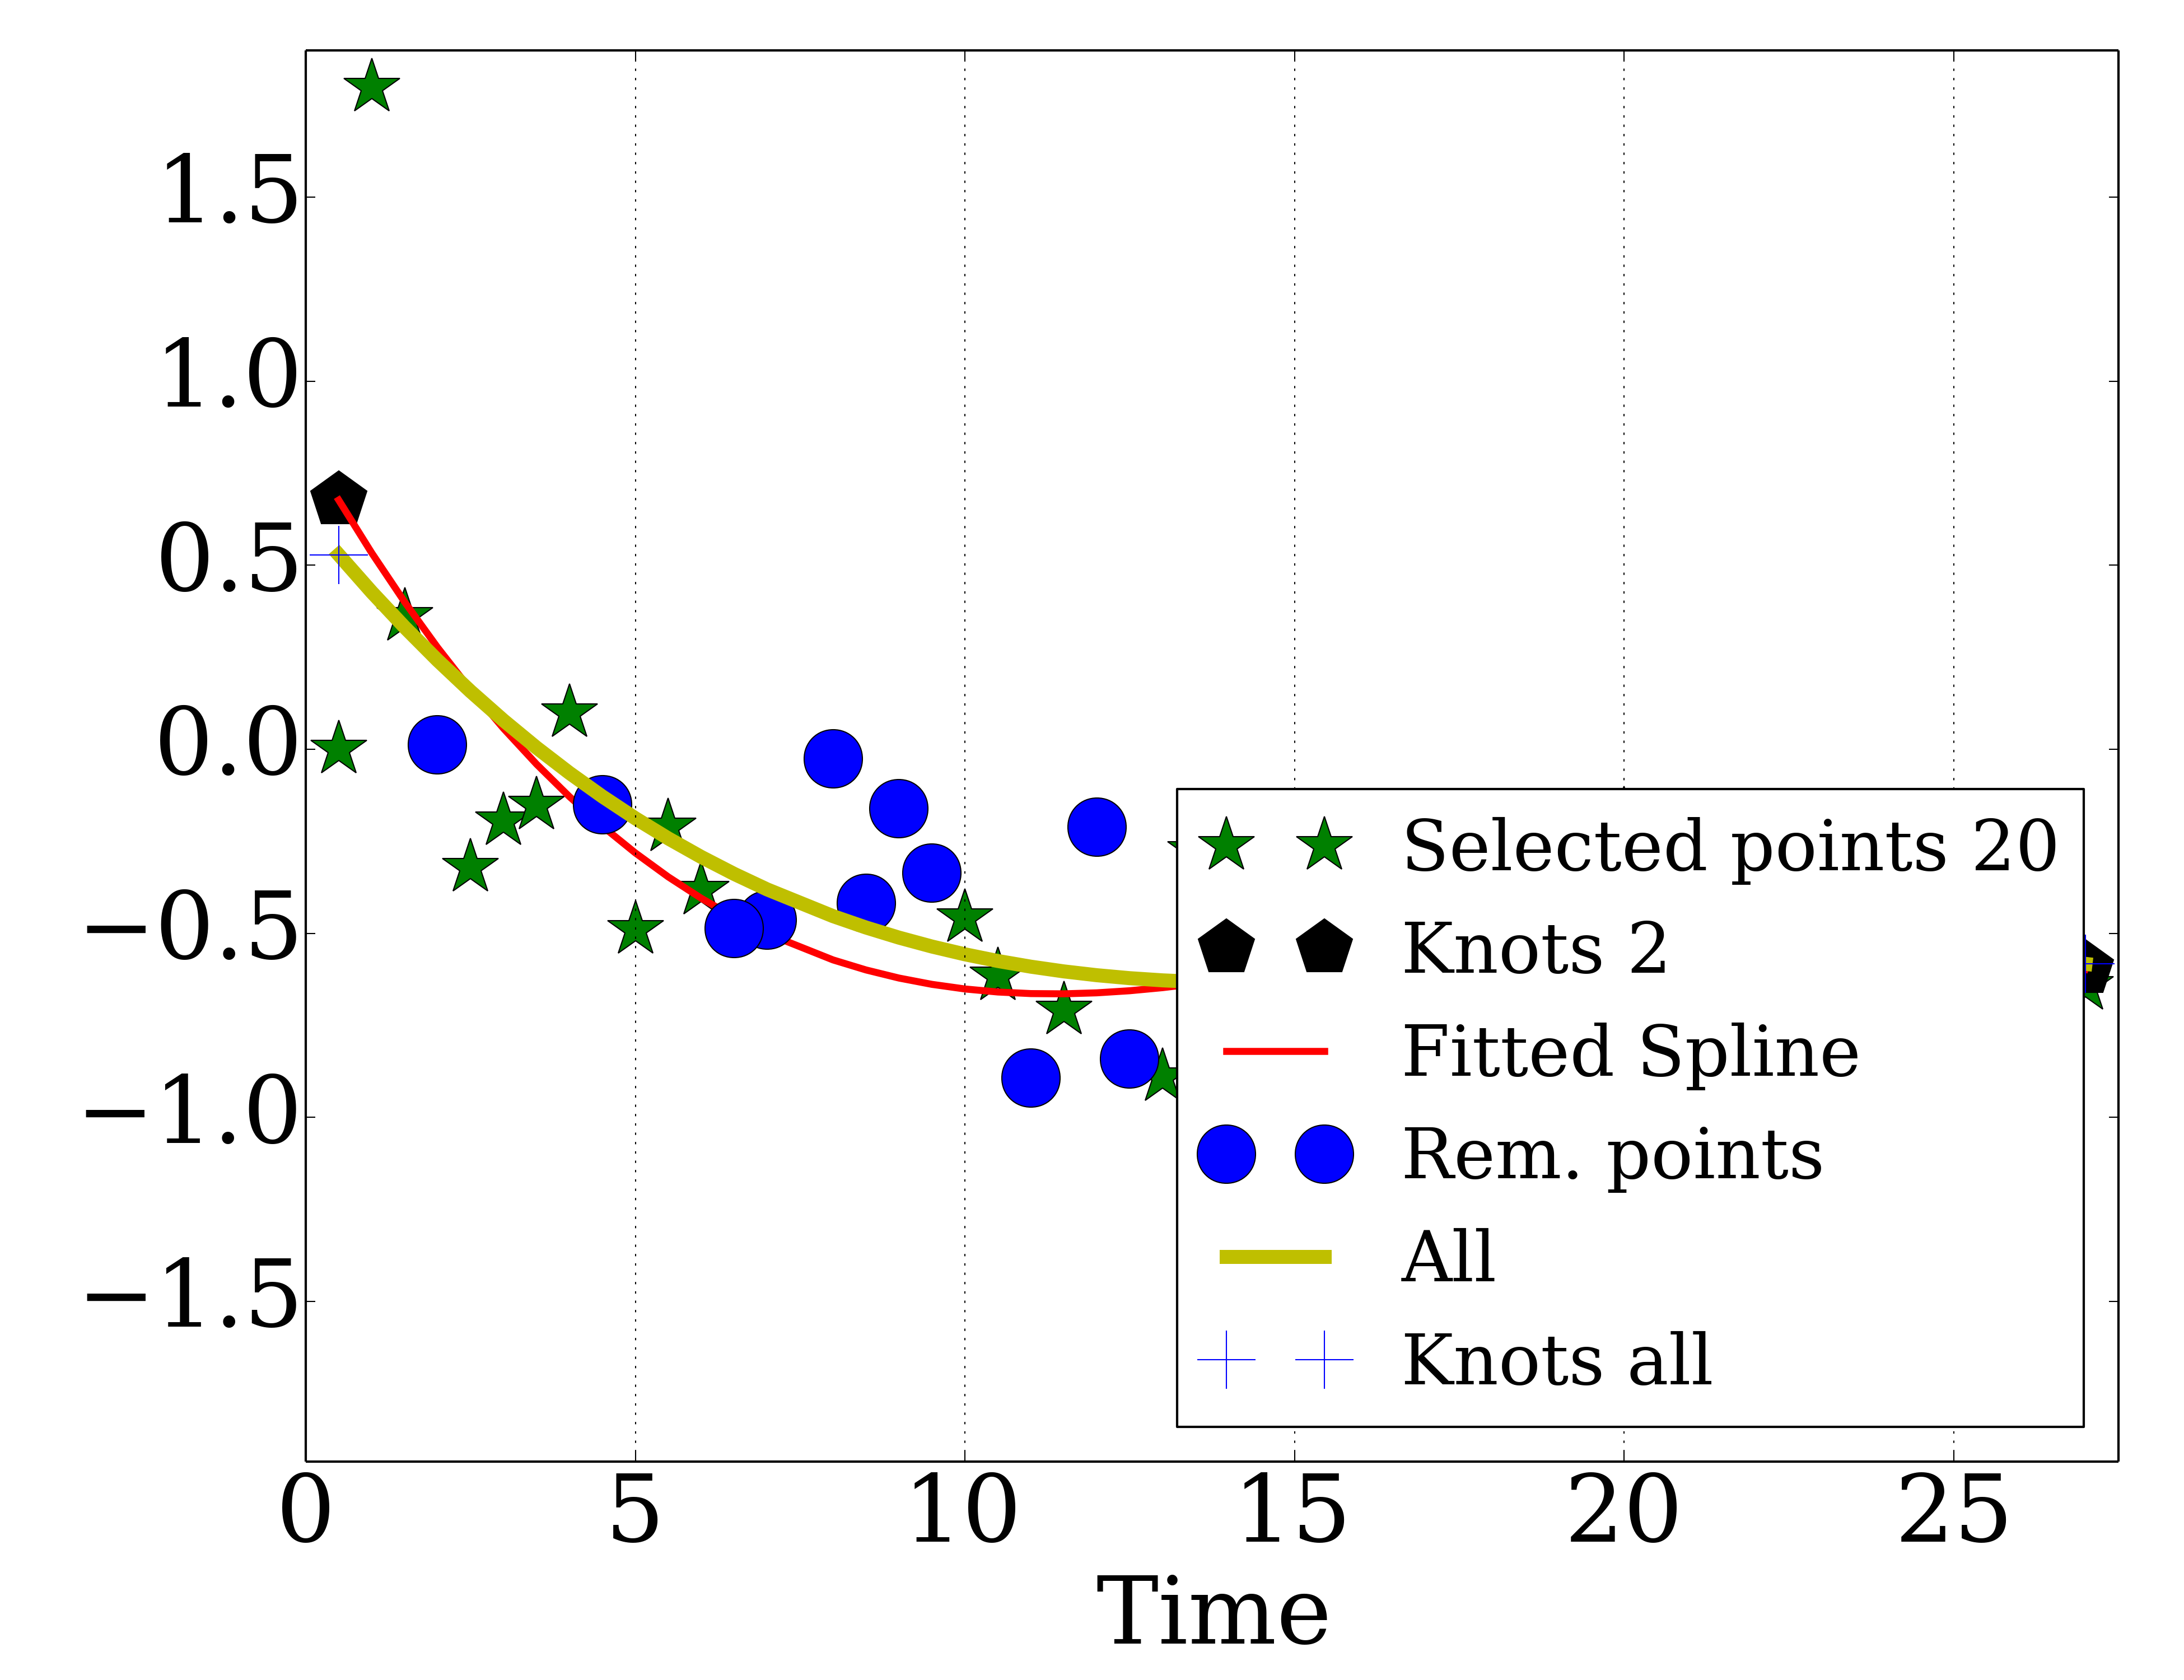 1.5
1.0
0.5
0.0
−0.5
−1.0
−1.5
Selected points 20
Knots 2
Fitted Spline
Rem. points
All
Knots all
0 5 10 15 20 25
Time